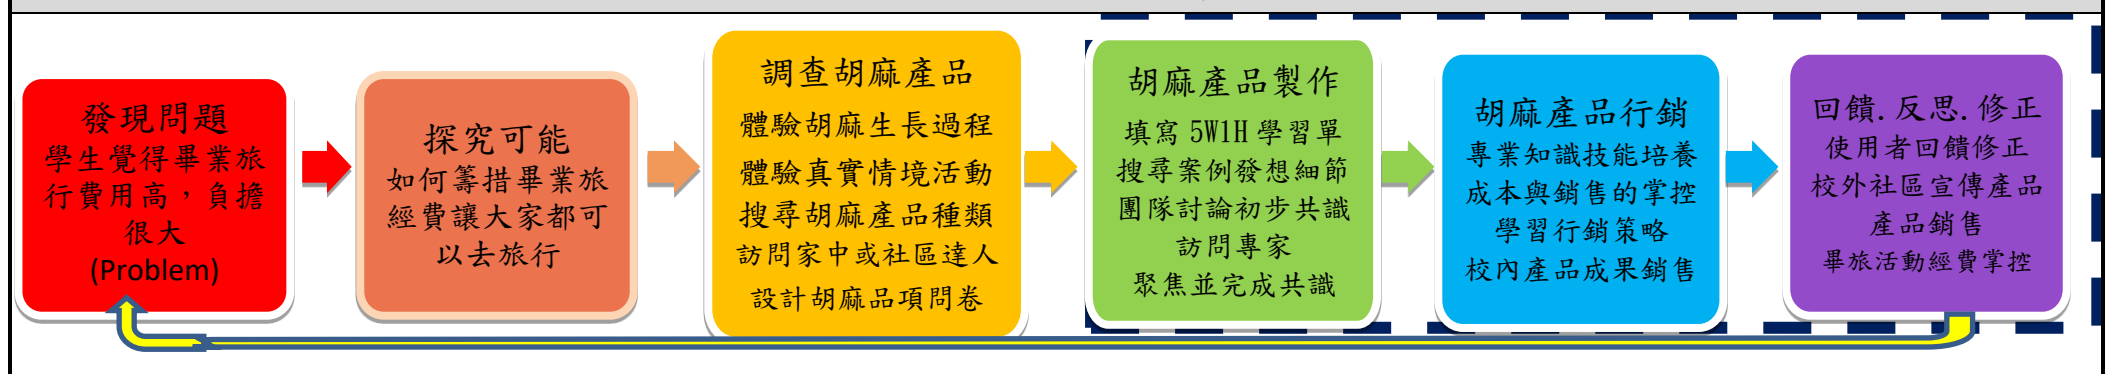 發現問題
學生覺得畢業旅
行費用高，負擔
很大
(Problem)
探究可能
如何籌措畢業旅
經費讓大家都可
以去旅行
調查胡麻產品
體驗胡麻生長過程
體驗真實情境活動
搜尋胡麻產品種類
訪問家中或社區達人
設計胡麻品項問卷
胡麻產品製作
填寫 5W1H 學習單
搜尋案例發想細節
團隊討論初步共識
訪問專家
聚焦並完成共識
胡麻產品行銷
專業知識技能培養
成本與銷售的掌控
學習行銷策略
校內產品成果銷售
回饋.反思.修正
使用者回饋修正
校外社區宣傳產品
產品銷售
畢旅活動經費掌控